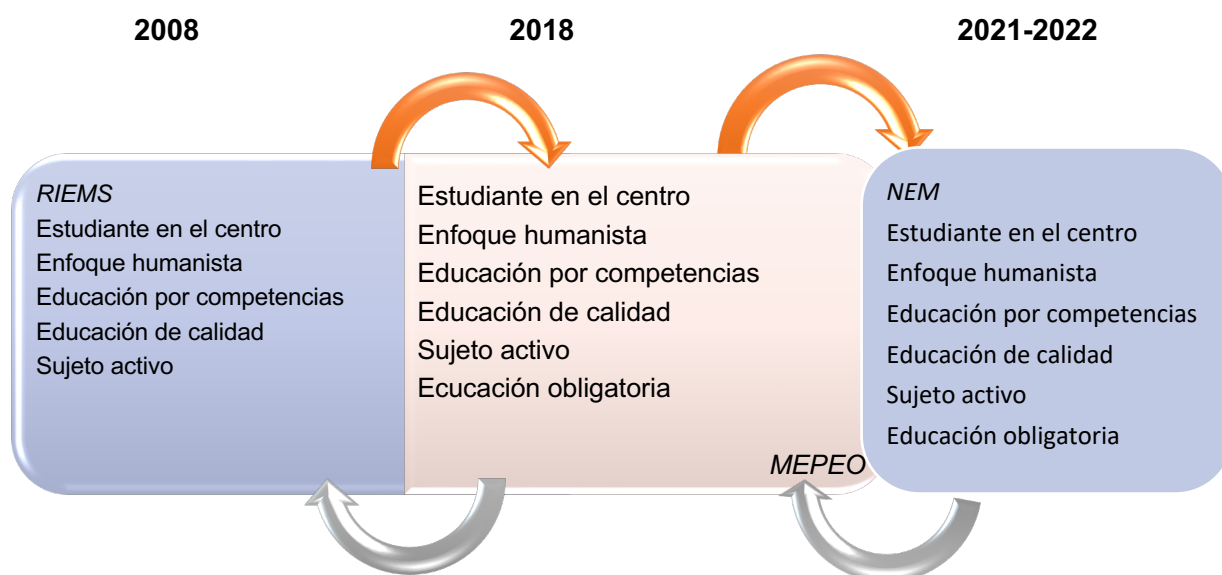 2008
2018
2021-2022
RIEMS
Estudiante en el centro
Enfoque humanista
Educación por competencias
Educación de calidad
Sujeto activo
Estudiante en el centro
Enfoque humanista
Educación por competencias
Educación de calidad
Sujeto activo
Ecucación obligatoria
MEPEO
NEM
Estudiante en el centro
Enfoque humanista
Educación por competencias
Educación de calidad
Sujeto activo
Educación obligatoria